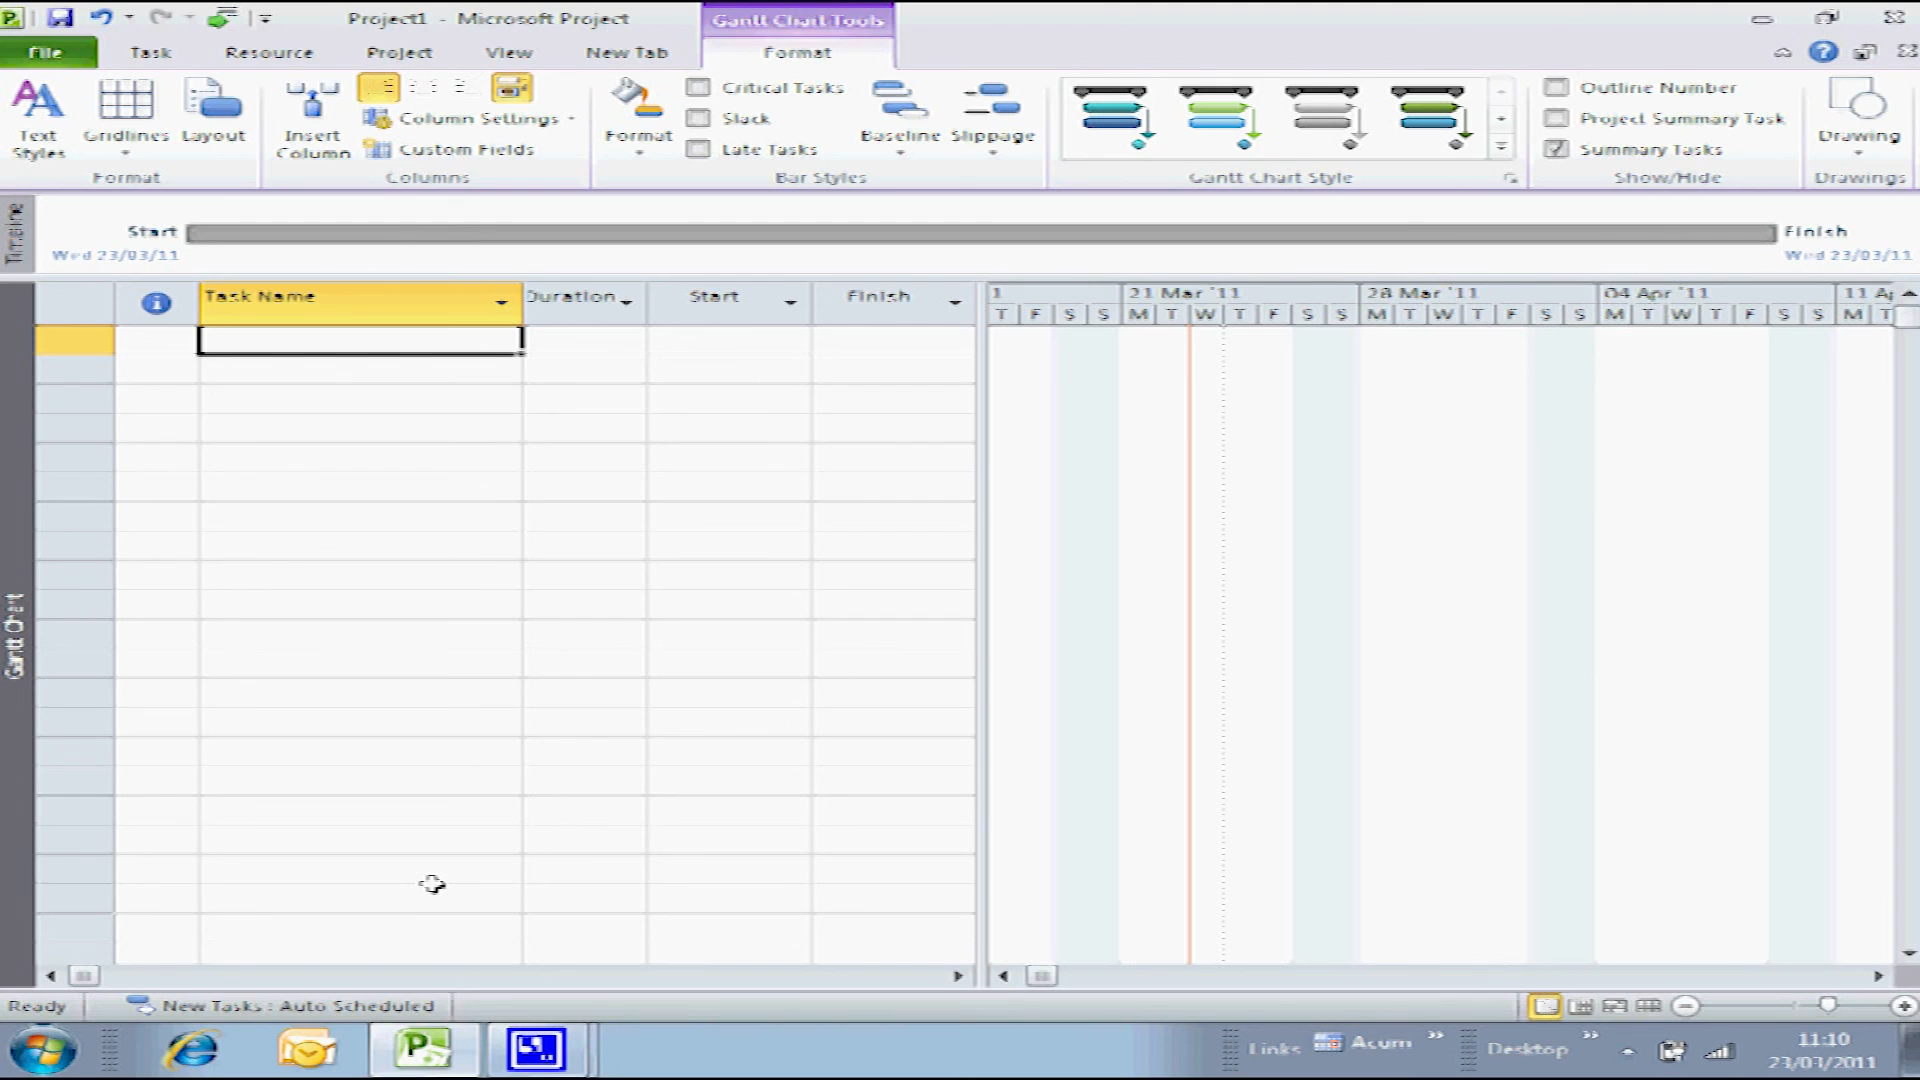 Project1 - Microsoft Project
Gantt Chart Tools
File Task Resource Project View New Tab Format
Text Styles
Gridlines
Layout
Format
Insert Column
Column Settings
Custom Fields
Columns
Format
Critical Tasks
Slack
Late Tasks
Baseline
Slippage
Bar Styles
Gantt Chart Style
Outline Number
Project Summary Task
Summary Tasks
Show/Hide
Drawing
Drawings
Timeline
Start
Wed 23/03/11
Finish
Wed 23/03/11
Task Name Duration Start Finish
1 21 Mar '11 28 Mar '11 04 Apr '11 11 Ap
T F S S M T W T F S S M T W T F S S M T W T F S S M T
Gantt Chart
Ready New Tasks : Auto Scheduled
Links Acum Desktop
11:10
23/03/2011